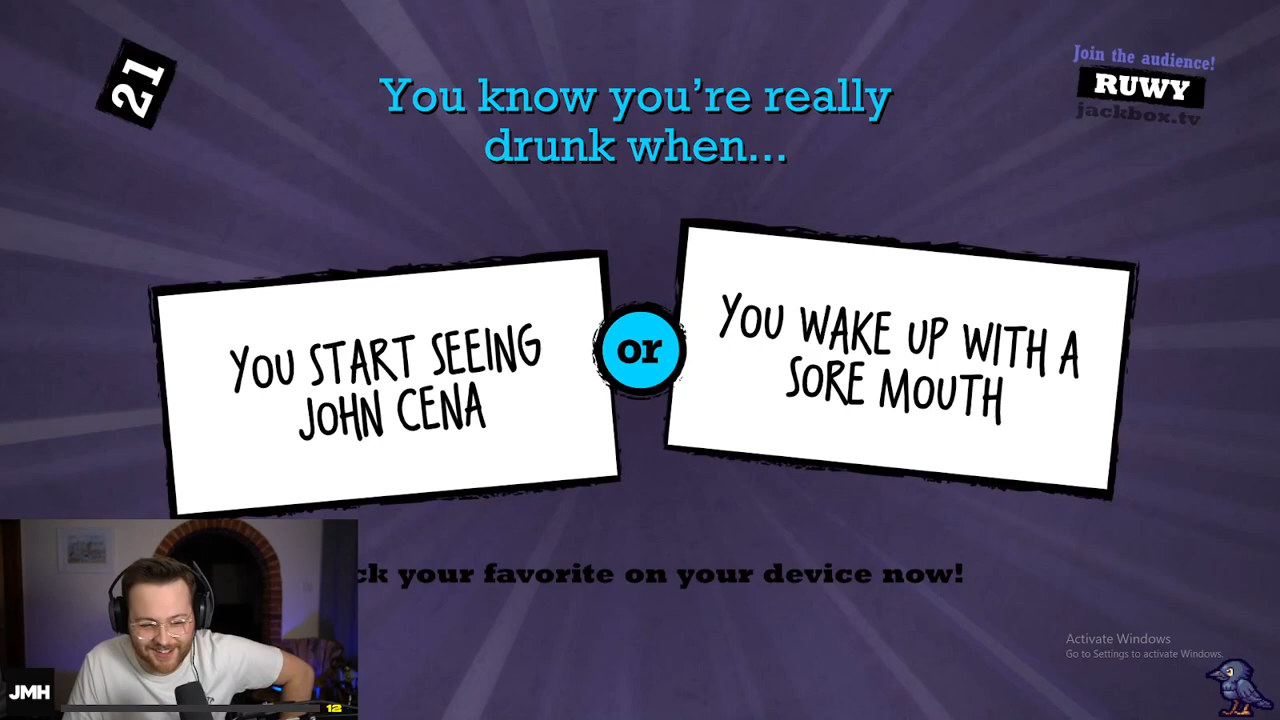 21
Join the audience!
RUWY
jackbox.tv
You know you're really
drunk when...
YOU START SEEING
JOHN CENA
or
YOU WAKE UP WITH A
SORE MOUTH
ck your favorite on your device now!
Activate Windows
Go to Settings to activate Windows.
JMH
12